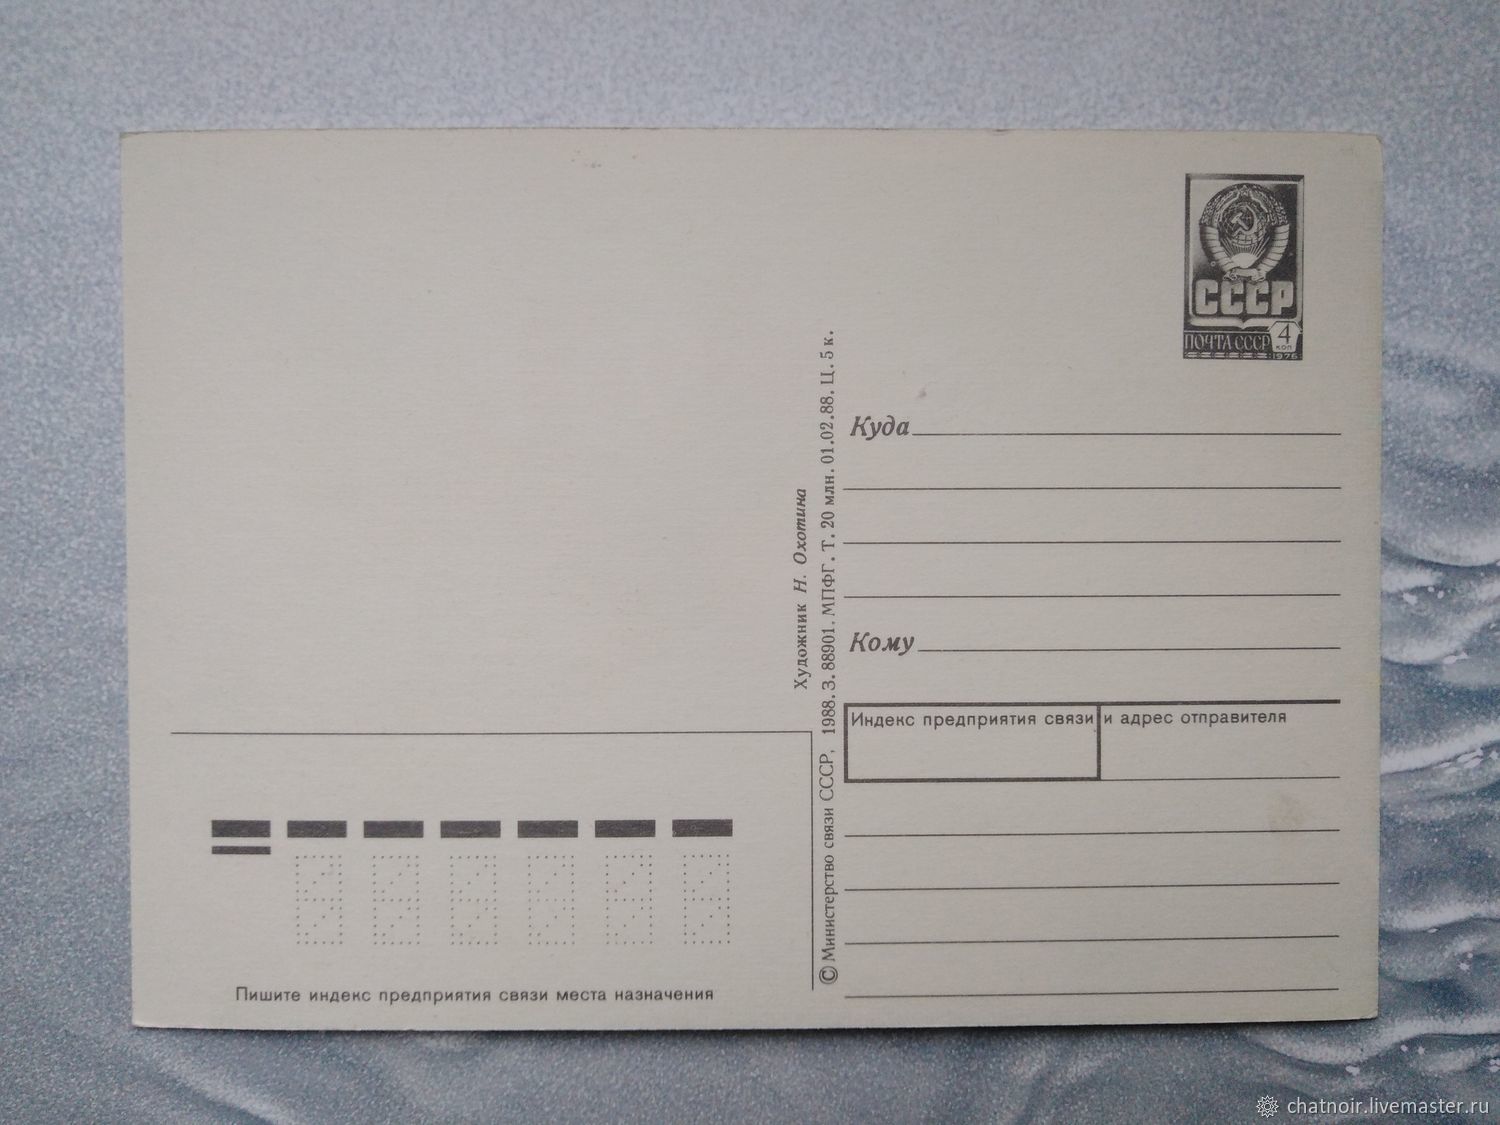 СССР
ПОЧТА СССР 4 коп
1976
Куда
Кому
Индекс предприятия связи и адрес отправителя
Художник Н. Охотина
© Министерство связи СССР, 1988. З. 88901. МПФГ. Т. 20 млн. 01.02.88. Ц. 5 к.
Пишите индекс предприятия связи места назначения
chatnoir.livemaster.ru